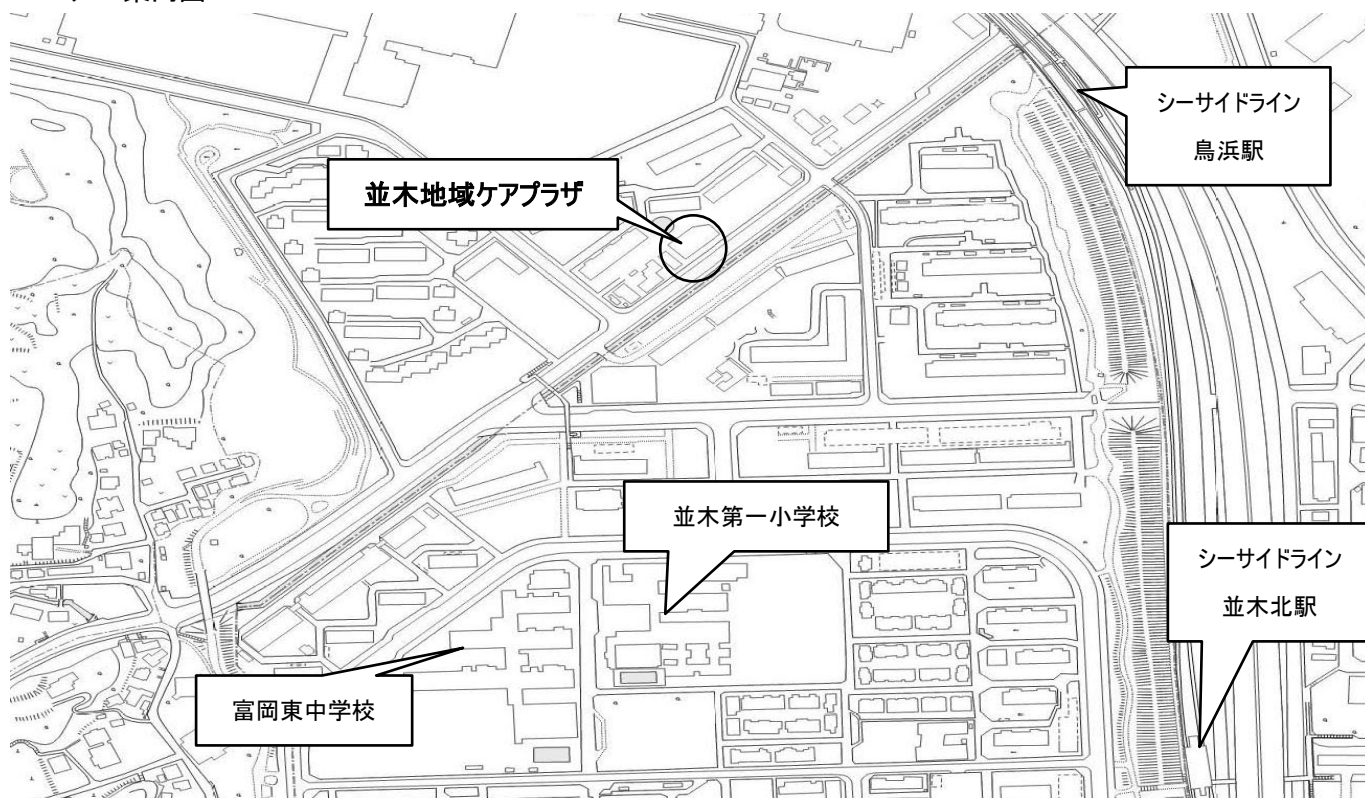 シーサイドライン
鳥浜駅
並木地域ケアプラザ
並木第一小学校
シーサイドライン
並木北駅
富岡東中学校